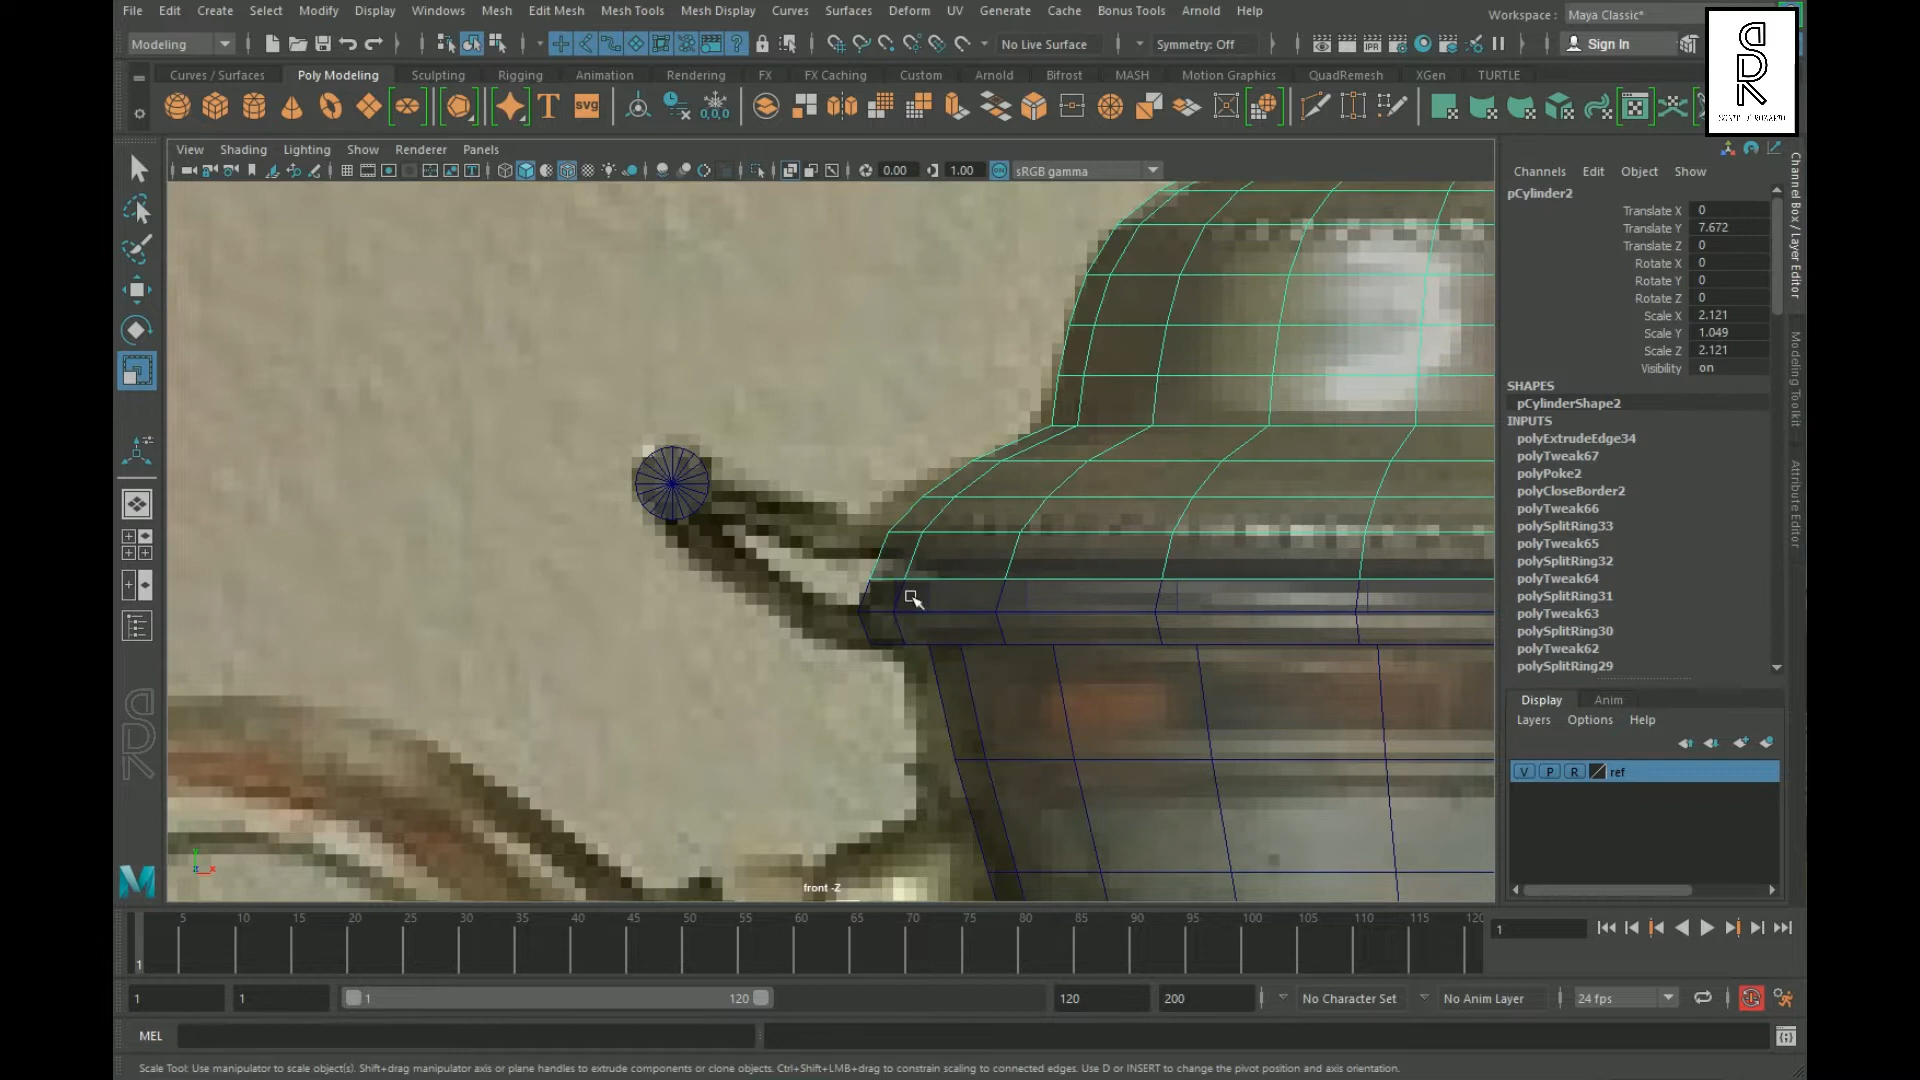 File Edit Create Select Modify Display Windows Mesh Edit Mesh Mesh Tools Mesh Display Curves Surfaces Deform UV Generate Cache Bonus Tools Arnold Help
Workspace : Maya Classic*
Modeling No Live Surface Symmetry: Off Sign In
Curves / Surfaces Poly Modeling Sculpting Rigging Animation Rendering FX FX Caching Custom Arnold Bifrost MASH Motion Graphics QuadRemesh XGen TURTLE
View Shading Lighting Show Renderer Panels
0.00 1.00 sRGB gamma
Channels Edit Object Show
pCylinder2
Translate X 0
Translate Y 7.672
Translate Z 0
Rotate X 0
Rotate Y 0
Rotate Z 0
Scale X 2.121
Scale Y 1.049
Scale Z 2.121
Visibility on
SHAPES
pCylinderShape2
INPUTS
polyExtrudeEdge34
polyTweak67
polyPoke2
polyCloseBorder2
polyTweak66
polySplitRing33
polyTweak65
polySplitRing32
polyTweak64
polySplitRing31
polyTweak63
polySplitRing30
polyTweak62
polySplitRing29
Channel Box / Layer Editor
Modeling Toolkit
Attribute Editor
Display Anim
Layers Options Help
V P R ref
front -Z
5 10 15 20 25 30 35 40 45 50 55 60 65 70 75 80 85 90 95 100 105 110 115 120
1
1
1 1 1 120 120 200 No Character Set No Anim Layer 24 fps
MEL
Scale Tool: Use manipulator to scale object(s). Shift+drag manipulator axis or plane handles to extrude components or clone objects. Ctrl+Shift+LMB+drag to constrain scaling to connected edges. Use D or INSERT to change the pivot position and axis orientation.